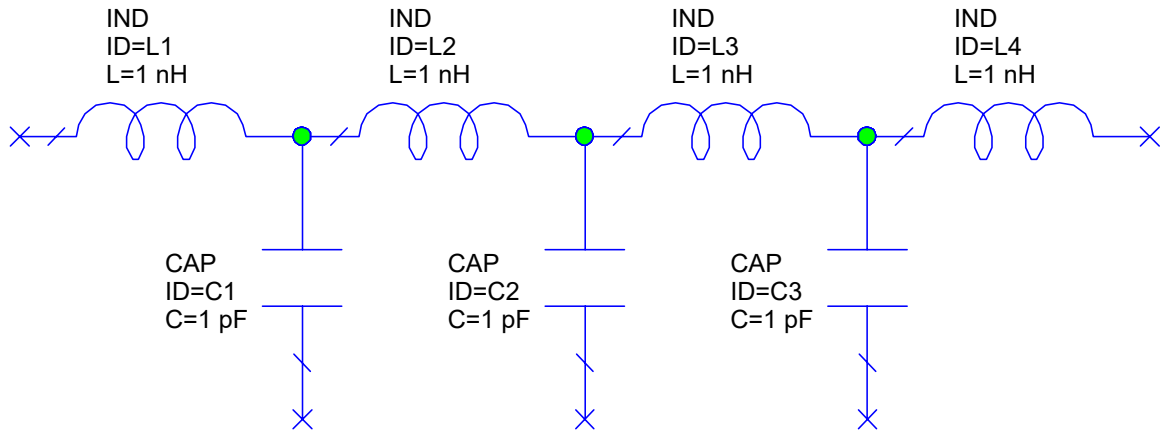 IND
ID=L1
L=1 nH
IND
ID=L2
L=1 nH
IND
ID=L3
L=1 nH
IND
ID=L4
L=1 nH
CAP
ID=C1
C=1 pF
CAP
ID=C2
C=1 pF
CAP
ID=C3
C=1 pF